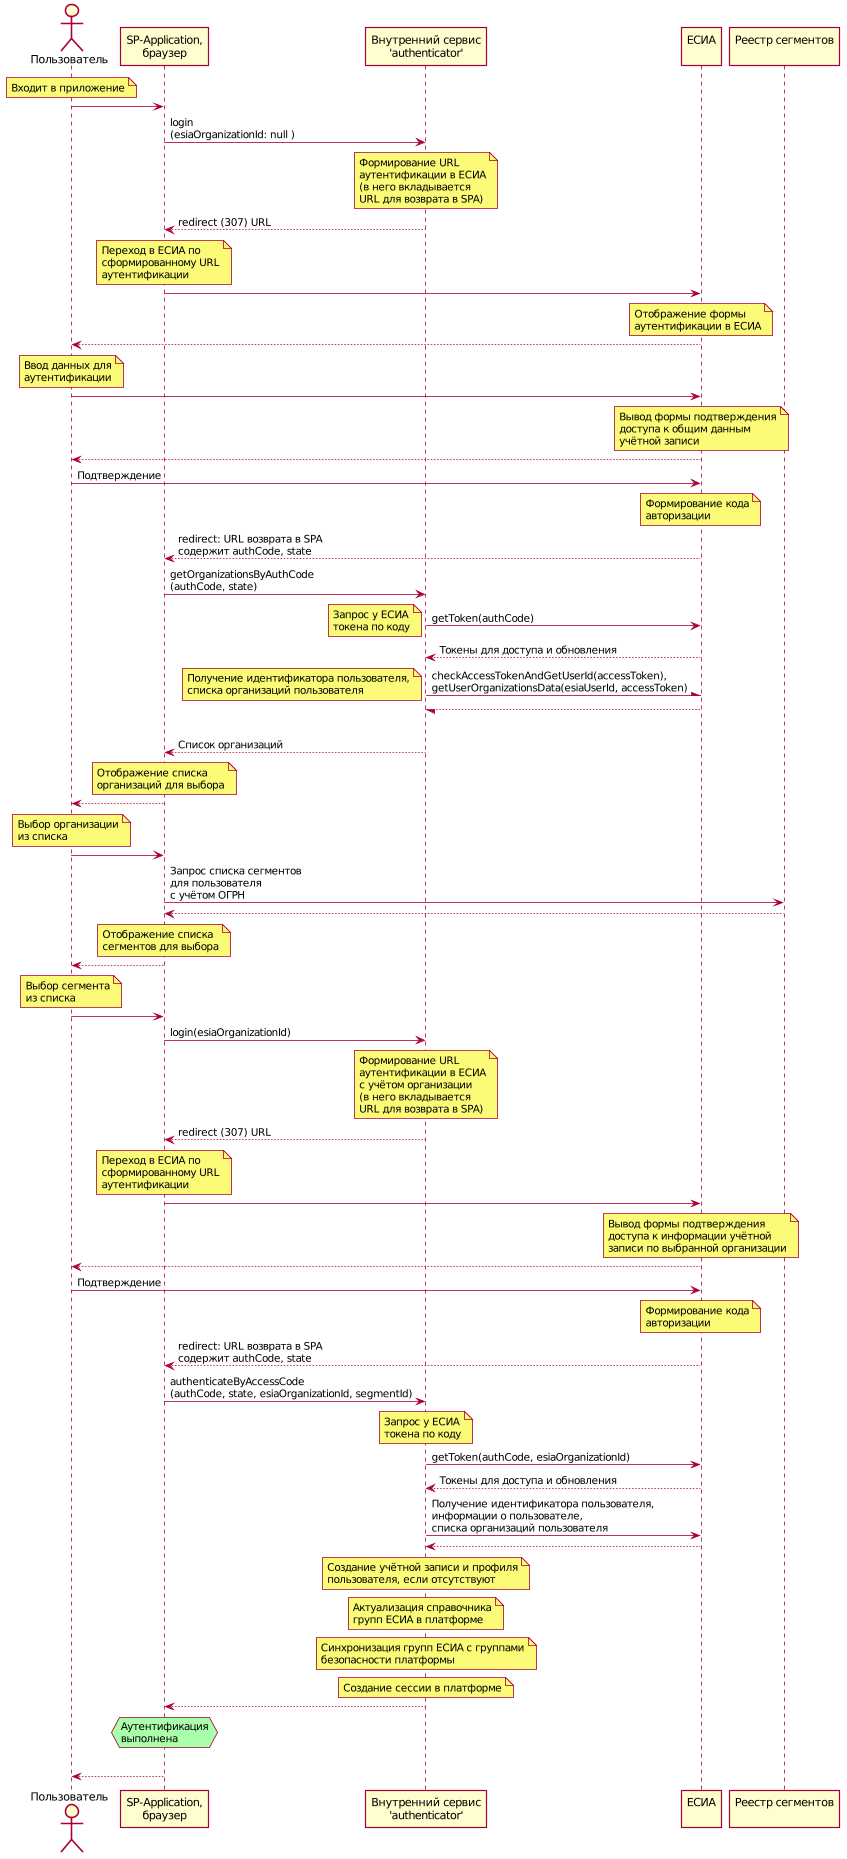 Пользователь
SP-Application,
браузер
Внутренний сервис
'authenticator'
ЕСИА
Реестр сегментов
Входит в приложение
login
(esiaOrganizationId: null )
Формирование URL
аутентификации в ЕСИА
(в него вкладывается
URL для возврата в SPA)
redirect (307) URL
Переход в ЕСИА по
сформированному URL
аутентификации
Отображение формы
аутентификации в ЕСИА
Ввод данных для
аутентификации
Вывод формы подтверждения
доступа к общим данным
учётной записи
Подтверждение
Формирование кода
авторизации
redirect: URL возврата в SPA
содержит authCode, state
getOrganizationsByAuthCode
(authCode, state)
Запрос у ЕСИА
токена по коду
getToken(authCode)
Токены для доступа и обновления
Получение идентификатора пользователя,
списка организаций пользователя
checkAccessTokenAndGetUserId(accessToken),
getUserOrganizationsData(esiaUserId, accessToken)
Список организаций
Отображение списка
организаций для выбора
Выбор организации
из списка
Запрос списка сегментов
для пользователя
с учётом ОГРН
Отображение списка
сегментов для выбора
Выбор сегмента
из списка
login(esiaOrganizationId)
Формирование URL
аутентификации в ЕСИА
с учётом организации
(в него вкладывается
URL для возврата в SPA)
redirect (307) URL
Переход в ЕСИА по
сформированному URL
аутентификации
Вывод формы подтверждения
доступа к информации учётной
записи по выбранной организации
Подтверждение
Формирование кода
авторизации
redirect: URL возврата в SPA
содержит authCode, state
authenticateByAccessCode
(authCode, state, esiaOrganizationId, segmentId)
Запрос у ЕСИА
токена по коду
getToken(authCode, esiaOrganizationId)
Токены для доступа и обновления
Получение идентификатора пользователя,
информации о пользователе,
списка организаций пользователя
Создание учётной записи и профиля
пользователя, если отсутствуют
Актуализация справочника
групп ЕСИА в платформе
Синхронизация групп ЕСИА с группами
безопасности платформы
Создание сессии в платформе
Аутентификация
выполнена
Пользователь
SP-Application,
браузер
Внутренний сервис
'authenticator'
ЕСИА
Реестр сегментов